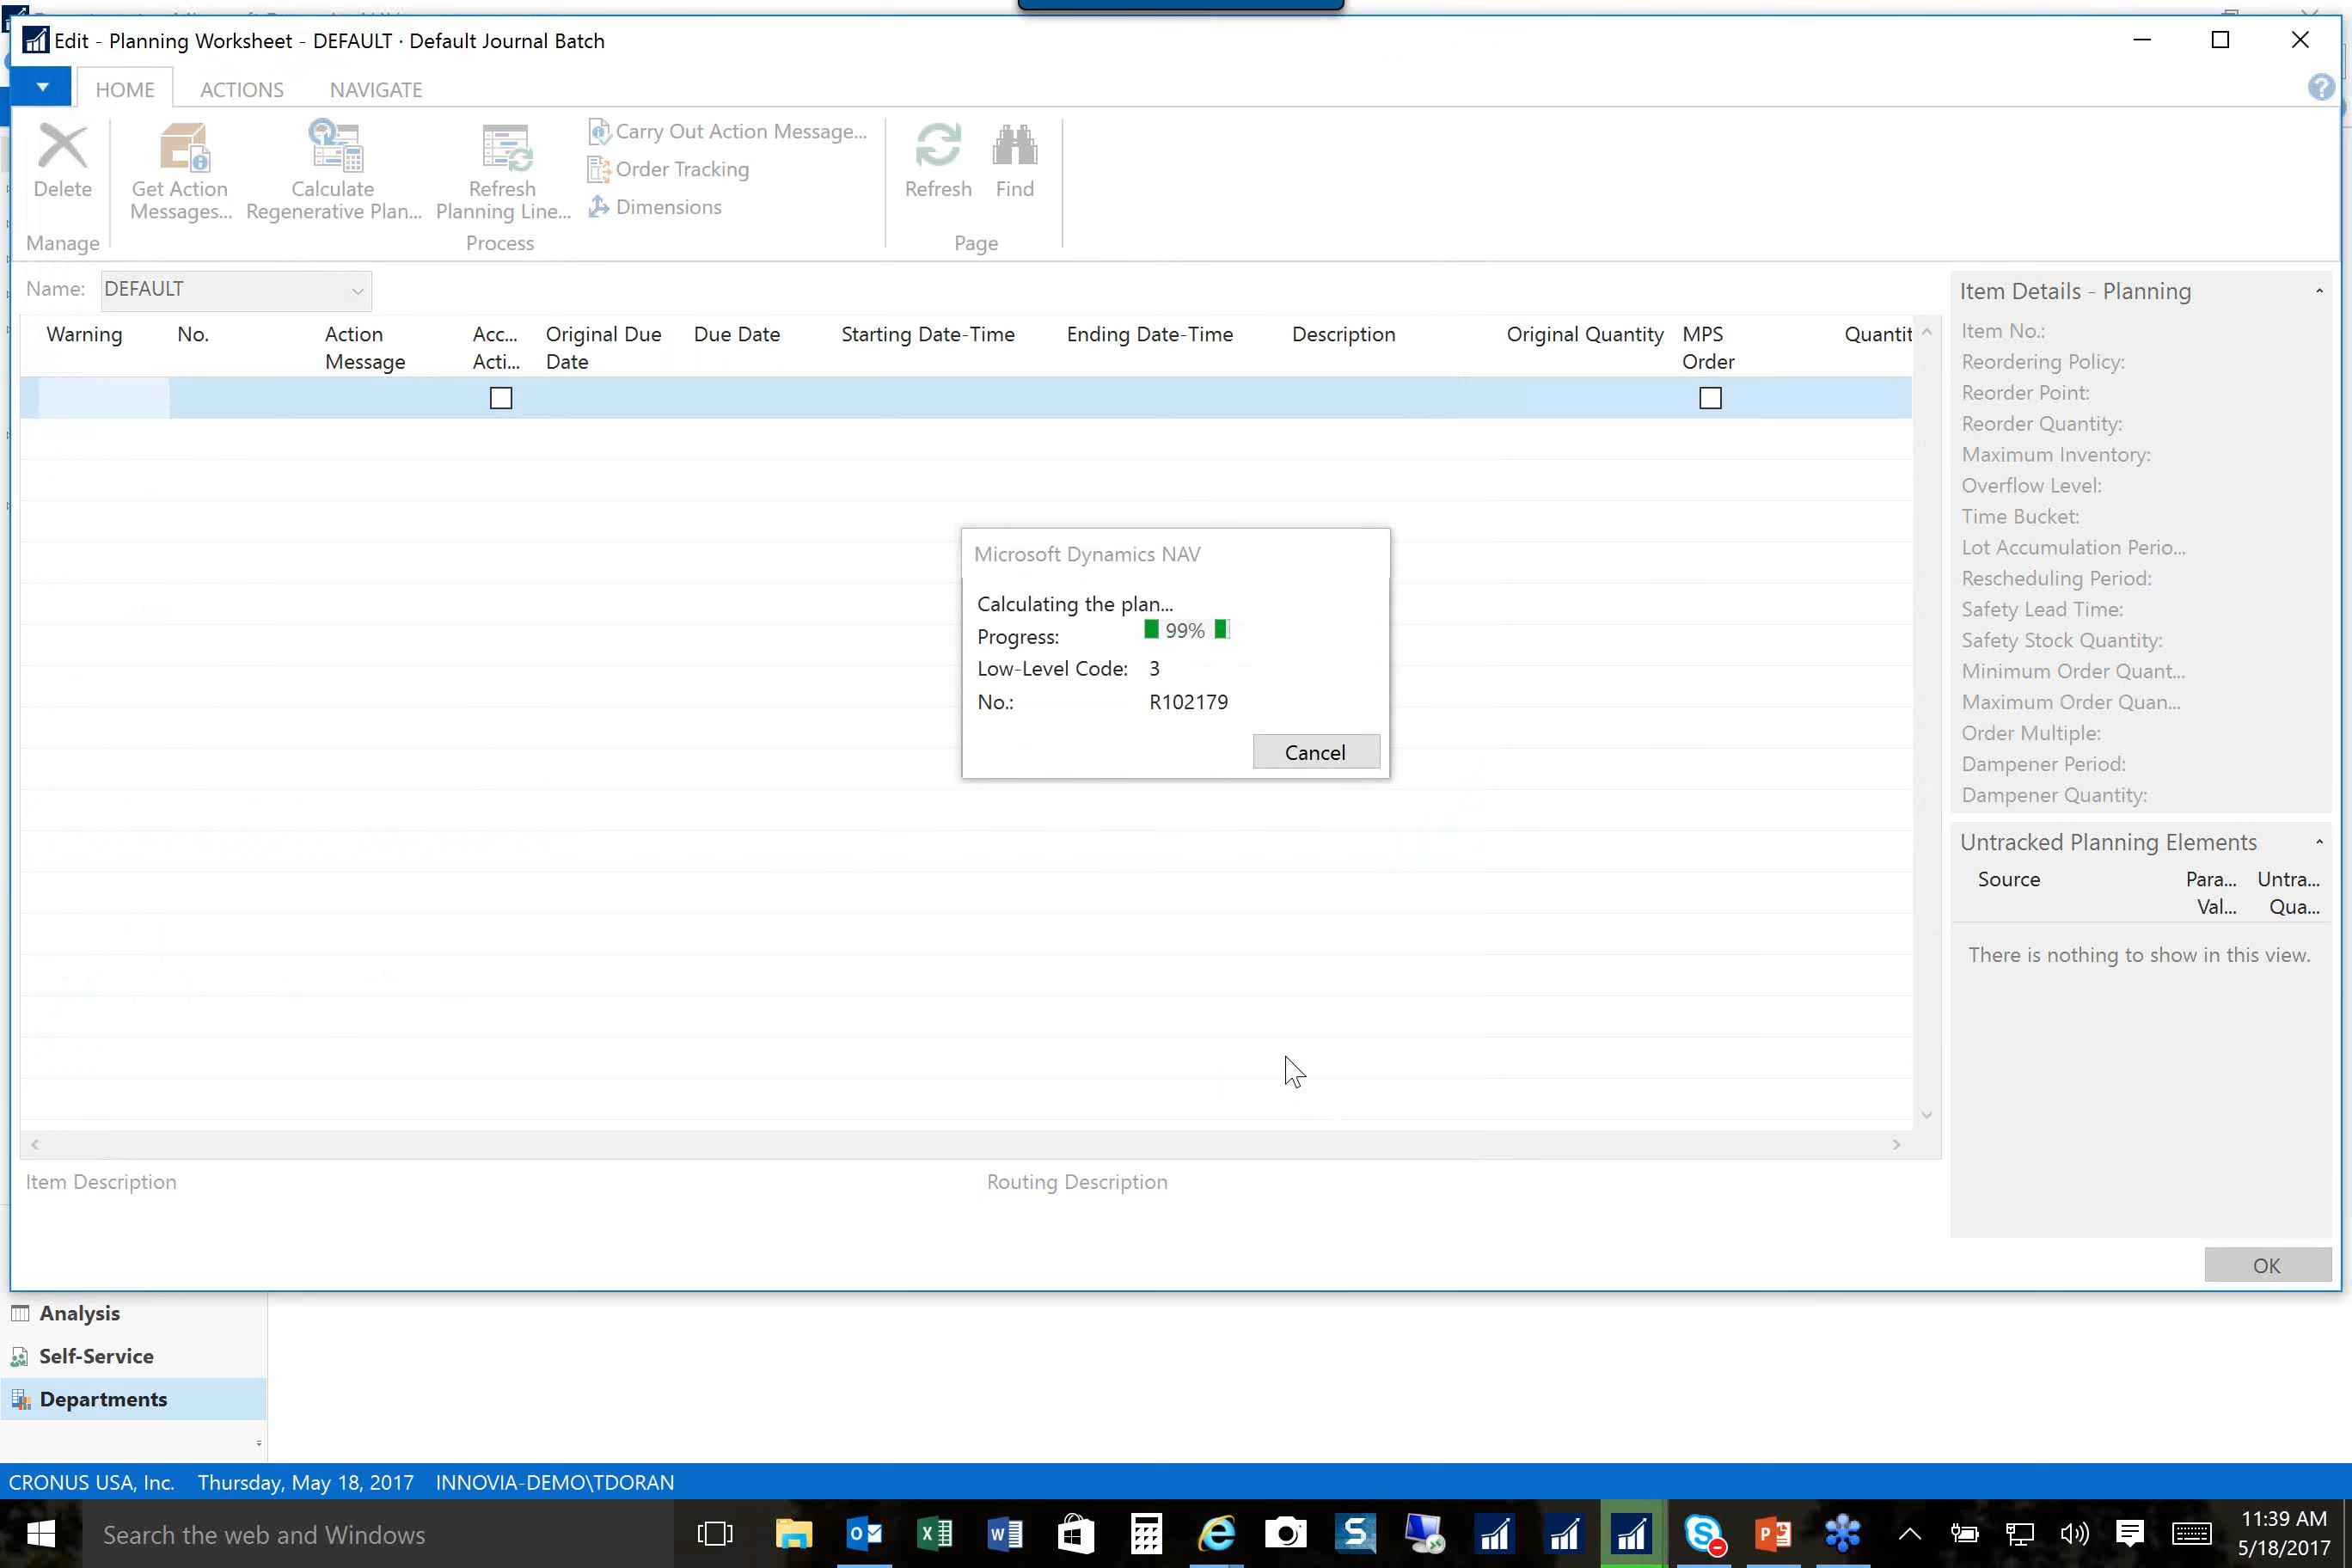 Edit - Planning Worksheet - DEFAULT · Default Journal Batch
HOME ACTIONS NAVIGATE
Delete
Get Action
Messages...
Calculate
Regenerative Plan...
Refresh
Planning Line...
Carry Out Action Message...
Order Tracking
Dimensions
Refresh
Find
Manage
Process
Page
Name: DEFAULT
Warning No. Action Message Acc... Acti... Original Due Date Due Date Starting Date-Time Ending Date-Time Description Original Quantity MPS Order Quantit
Microsoft Dynamics NAV
Calculating the plan...
Progress: 99%
Low-Level Code: 3
No.: R102179
Cancel
Item Details - Planning
Item No.:
Reordering Policy:
Reorder Point:
Reorder Quantity:
Maximum Inventory:
Overflow Level:
Time Bucket:
Lot Accumulation Perio...
Rescheduling Period:
Safety Lead Time:
Safety Stock Quantity:
Minimum Order Quant...
Maximum Order Quan...
Order Multiple:
Dampener Period:
Dampener Quantity:
Untracked Planning Elements
Source Para... Untra...
Val... Qua...
There is nothing to show in this view.
Item Description Routing Description
OK
Analysis
Self-Service
Departments
CRONUS USA, Inc. Thursday, May 18, 2017 INNOVIA-DEMO\TDORAN
Search the web and Windows
11:39 AM
5/18/2017